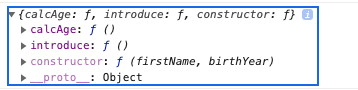 ▼{calcAge: ƒ, introduce: ƒ, constructor: ƒ} i
▶ calcAge: ƒ ()
▶ introduce: ƒ ()
▶ constructor: ƒ (firstName, birthYear)
▶ __proto__: Object